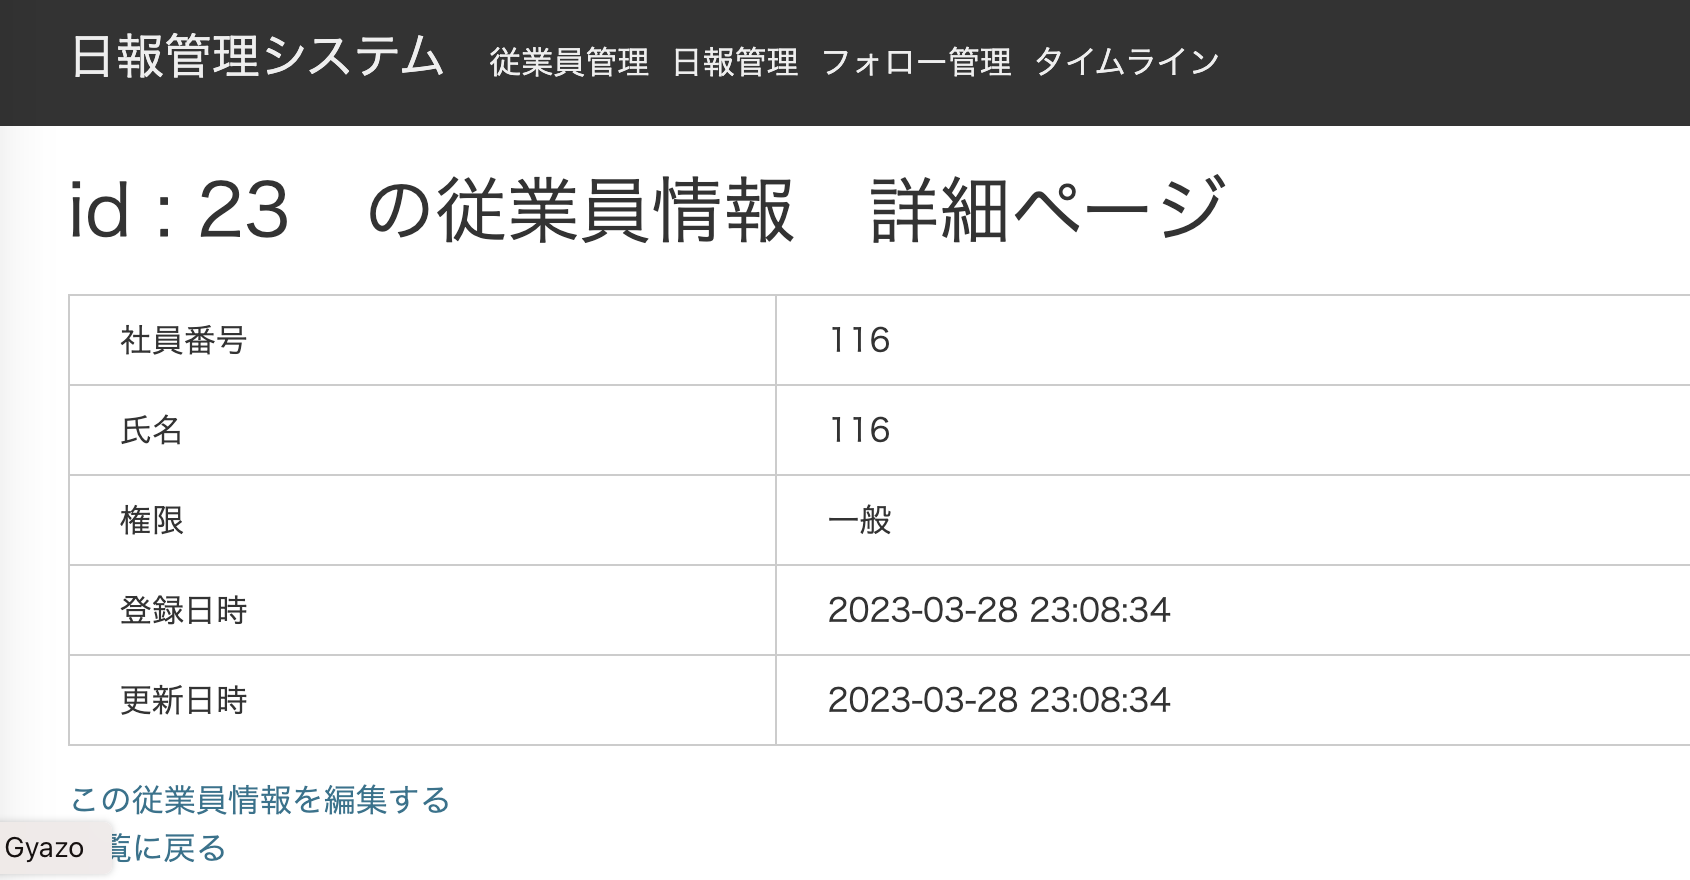 日報管理システム 従業員管理 日報管理 フォロー管理 タイムライン
id : 23 の従業員情報 詳細ページ
社員番号 116
氏名 116
権限 一般
登録日時 2023-03-28 23:08:34
更新日時 2023-03-28 23:08:34
この従業員情報を編集する
Gyazo 覧に戻る